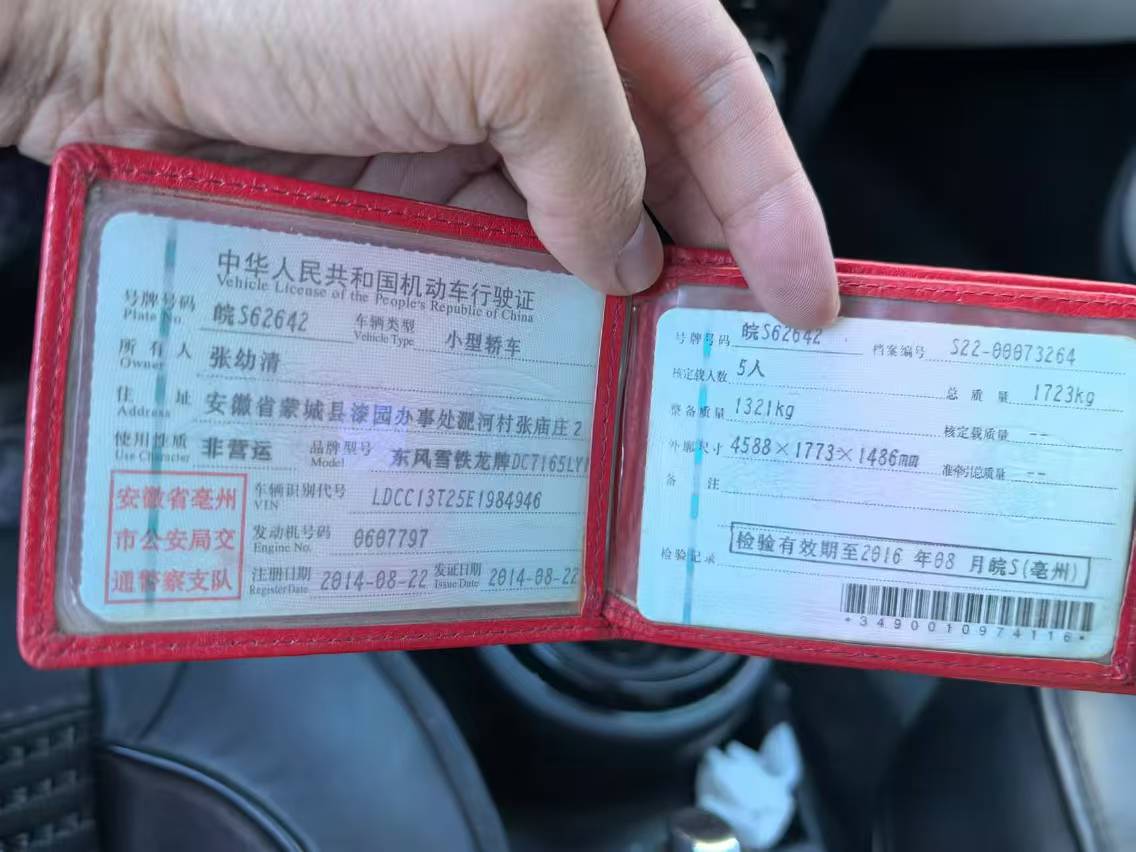 中华人民共和国机动车行驶证
Vehicle License of the People's Republic of China
号牌号码 皖S62642 车辆类型 小型轿车
Plate No. Vehicle Type
所有人 张幼清
Owner
住址 安徽省蒙城县漆园办事处淝河村张庙庄2
Address
使用性质 非营运 品牌型号 东风雪铁龙牌DC7165LY
Use Character Model
安徽省亳州
市公安局交
通警察支队
车辆识别代号 LDCC13T25E1984946
VIN
发动机号码 0607797
Engine No.
注册日期 2014-08-22 发证日期 2014-08-22
Register Date Issue Date
号牌号码 皖S62642 档案编号 S22-00073264
核定载人数 5人 总质量 1723kg
整备质量 1321kg 核定载质量 --
外廓尺寸 4588×1773×1486mm 准牵引总质量 --
备注
检验记录 检验有效期至2016年08月皖S(亳州)
*3490010974116*